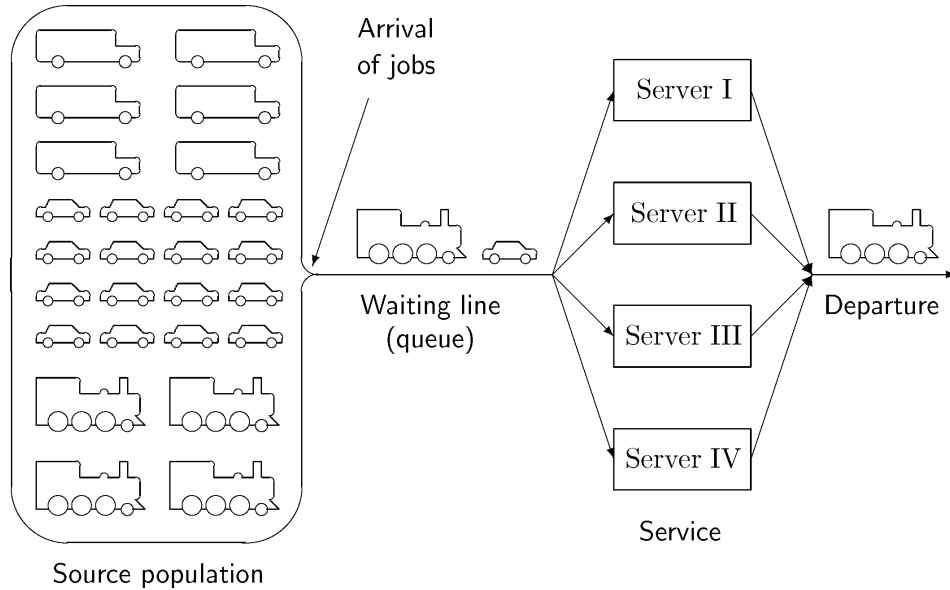 Arrival
of jobs
Server I
Server II
Waiting line
(queue)
Server III
Departure
Server IV
Service
Source population